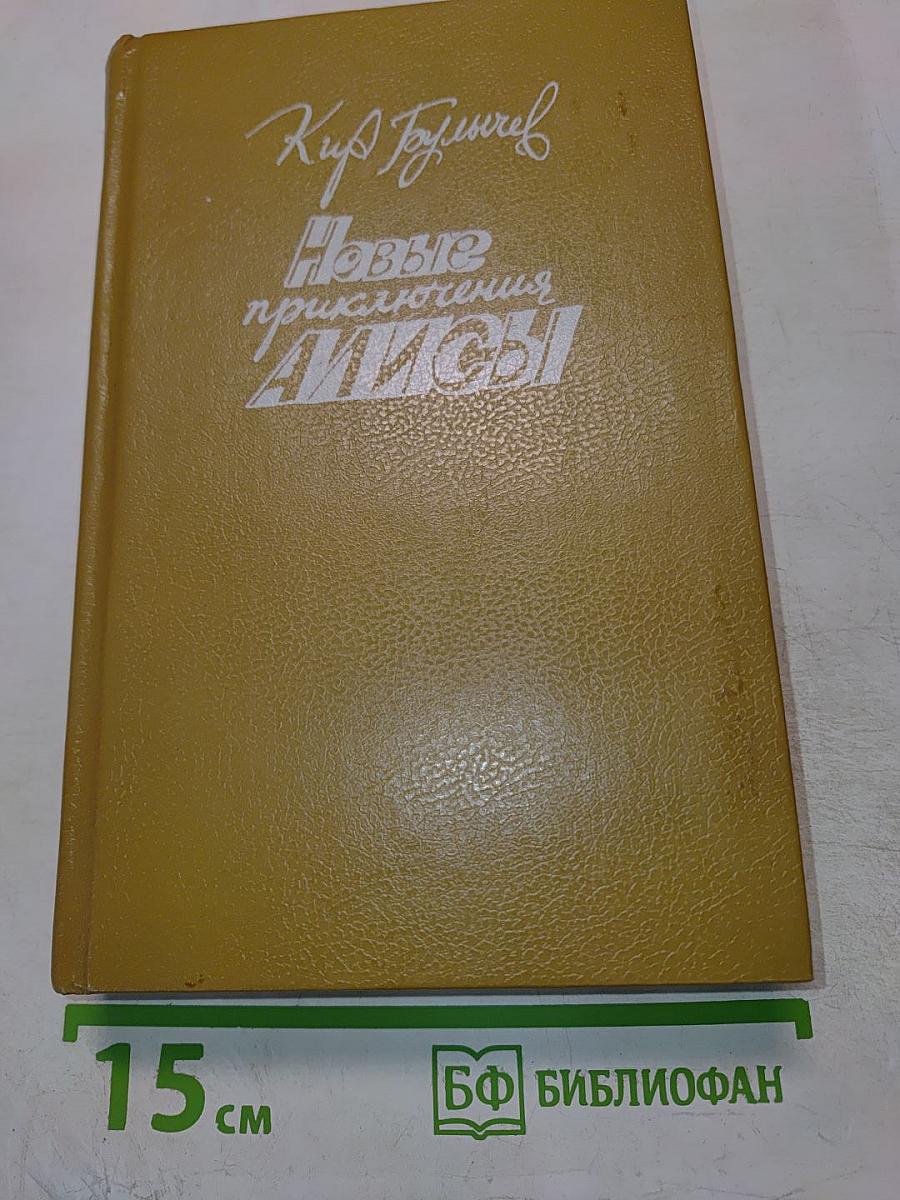 Кир Булычев
Новые
приключения
АЛИСЫ
15 см
БФ БИБЛИОФАН